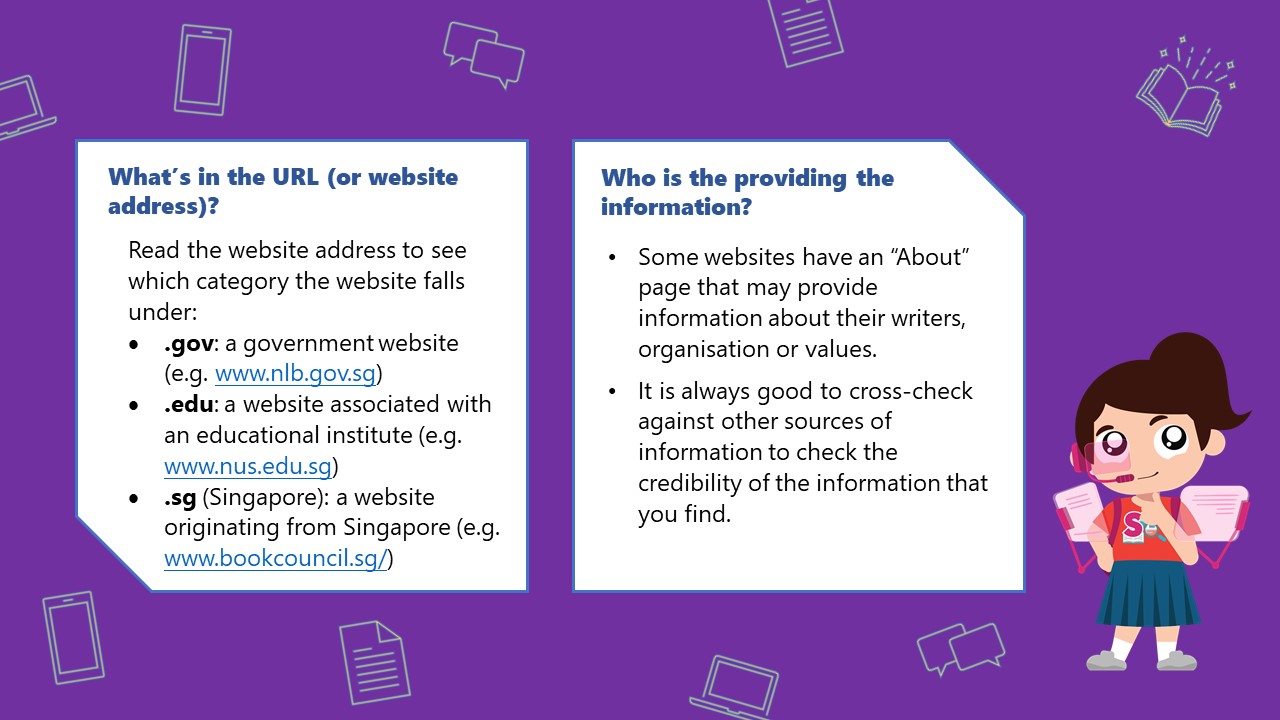 What’s in the URL (or website
address)?
Read the website address to see
which category the website falls
under:
• .gov: a government website
(e.g. www.nlb.gov.sg)
• .edu: a website associated with
an educational institute (e.g.
www.nus.edu.sg)
• .sg (Singapore): a website
originating from Singapore (e.g.
www.bookcouncil.sg/)
Who is the providing the
information?
• Some websites have an “About”
page that may provide
information about their writers,
organisation or values.
• It is always good to cross-check
against other sources of
information to check the
credibility of the information that
you find.
S